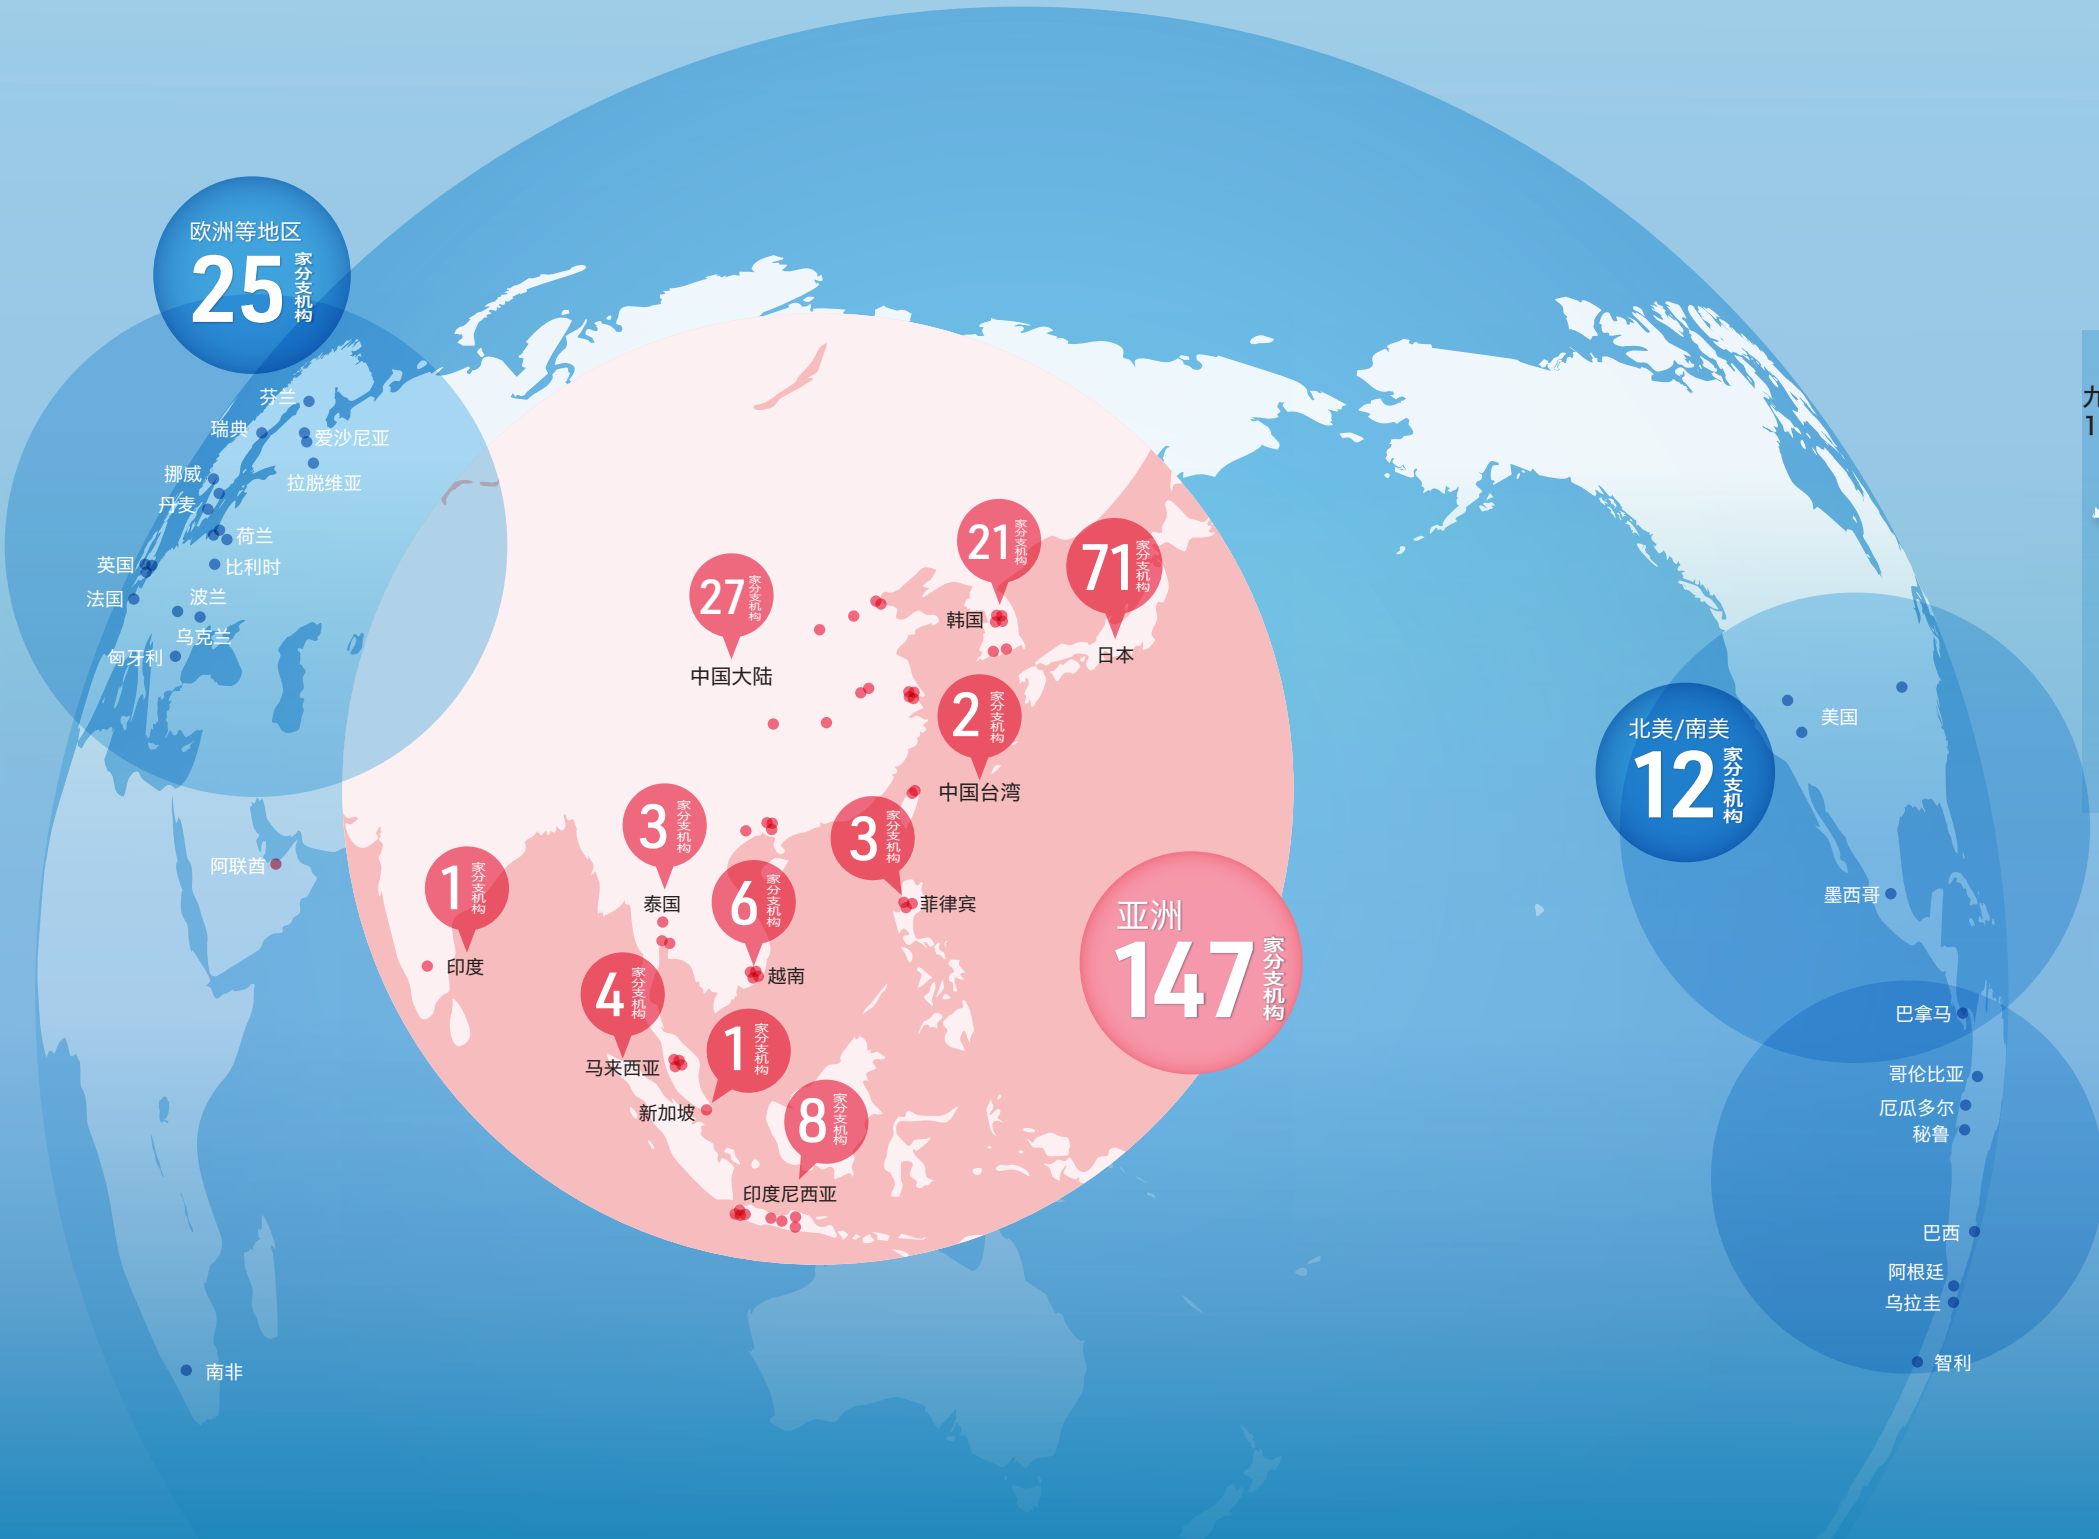 欧洲等地区
25
家分支机构
芬兰
瑞典
爱沙尼亚
挪威
拉脱维亚
丹麦
荷兰
英国
比利时
法国
波兰
乌克兰
匈牙利
阿联酋
南非
27
家分支机构
中国大陆
21
家分支机构
韩国
71
家分支机构
日本
2
家分支机构
中国台湾
3
家分支机构
泰国
3
家分支机构
菲律宾
1
家分支机构
印度
6
家分支机构
越南
4
家分支机构
马来西亚
1
家分支机构
新加坡
8
家分支机构
印度尼西亚
亚洲
147
家分支机构
北美/南美
12
家分支机构
美国
墨西哥
巴拿马
哥伦比亚
厄瓜多尔
秘鲁
巴西
阿根廷
乌拉圭
智利
1